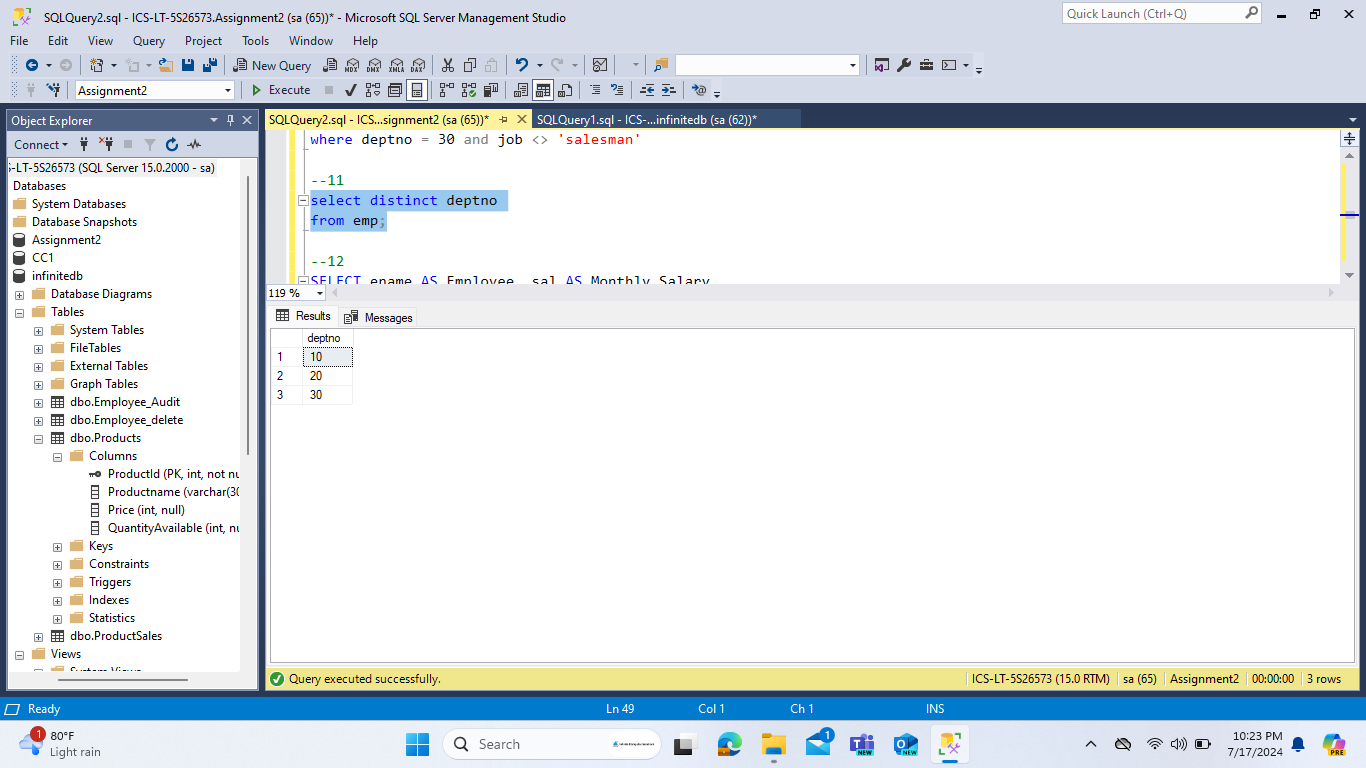 SQLQuery2.sql - ICS-LT-5S26573.Assignment2 (sa (65))* - Microsoft SQL Server Management Studio
Quick Launch (Ctrl+Q)
File Edit View Query Project Tools Window Help
New Query
MDX DMX XMLA DAX
Assignment2
Execute
Object Explorer
SQLQuery2.sql - ICS...signment2 (sa (65))*
SQLQuery1.sql - ICS-...infinitedb (sa (62))*
Connect
-LT-5S26573 (SQL Server 15.0.2000 - sa)
Databases
System Databases
Database Snapshots
Assignment2
CC1
infinitedb
Database Diagrams
Tables
System Tables
FileTables
External Tables
Graph Tables
dbo.Employee_Audit
dbo.Employee_delete
dbo.Products
Columns
ProductId (PK, int, not nu
Productname (varchar(30
Price (int, null)
QuantityAvailable (int, nu
Keys
Constraints
Triggers
Indexes
Statistics
dbo.ProductSales
Views
System Views
where deptno = 30 and job <> 'salesman'
--11
select distinct deptno
from emp;
--12
SELECT ename AS Employee, sal AS Monthly_Salary
119 %
Results
Messages
deptno
1 10
2 20
3 30
Query executed successfully.
ICS-LT-5S26573 (15.0 RTM)
sa (65)
Assignment2
00:00:00
3 rows
Ready
Ln 49
Col 1
Ch 1
INS
1
80°F
Light rain
Search
1
NEW
NEW
10:23 PM
7/17/2024
PRE